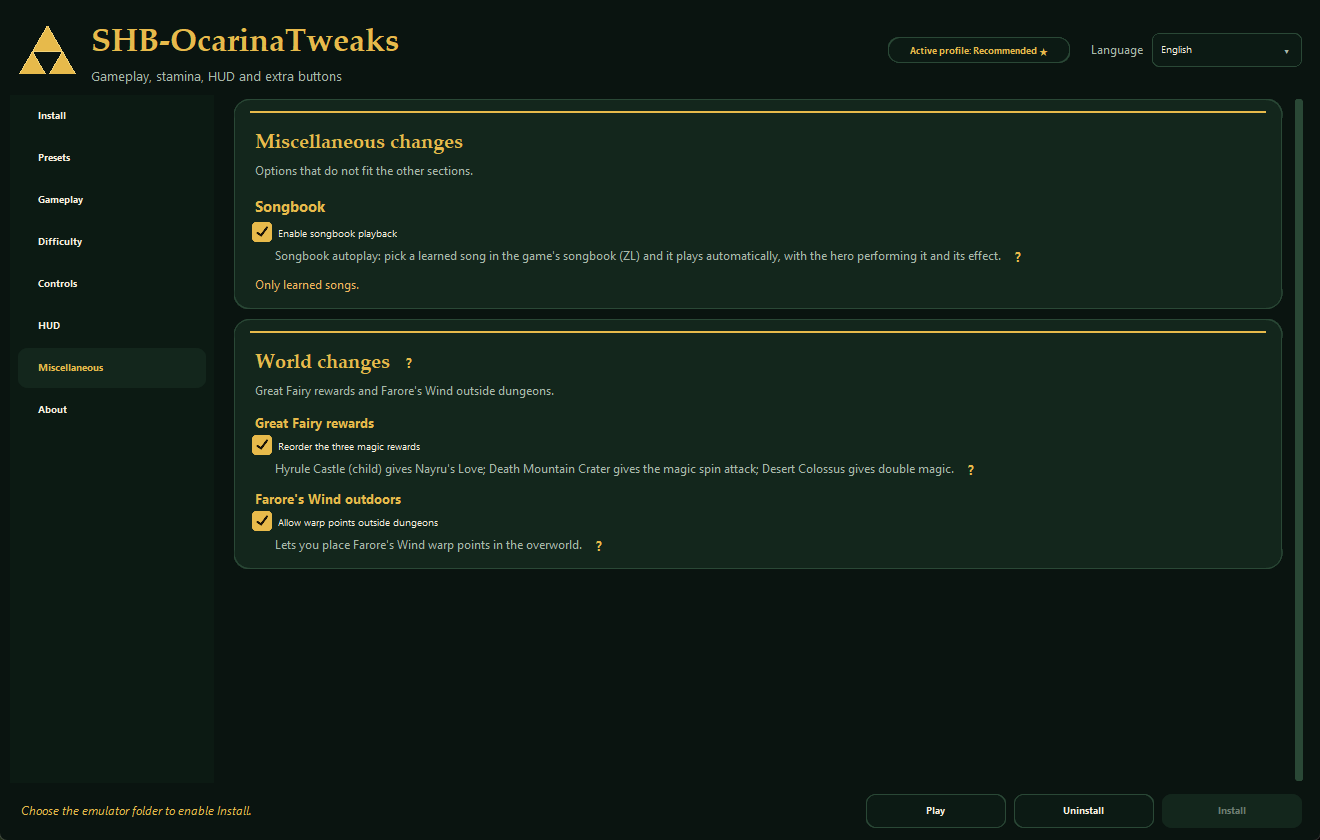 SHB-OcarinaTweaks
Gameplay, stamina, HUD and extra buttons
Active profile: Recommended ★
Language
English
Install
Presets
Gameplay
Difficulty
Controls
HUD
Miscellaneous
About
Miscellaneous changes
Options that do not fit the other sections.
Songbook
Enable songbook playback
Songbook autoplay: pick a learned song in the game's songbook (ZL) and it plays automatically, with the hero performing it and its effect. ?
Only learned songs.
World changes ?
Great Fairy rewards and Farore's Wind outside dungeons.
Great Fairy rewards
Reorder the three magic rewards
Hyrule Castle (child) gives Nayru's Love; Death Mountain Crater gives the magic spin attack; Desert Colossus gives double magic. ?
Farore's Wind outdoors
Allow warp points outside dungeons
Lets you place Farore's Wind warp points in the overworld. ?
Choose the emulator folder to enable Install.
Play
Uninstall
Install